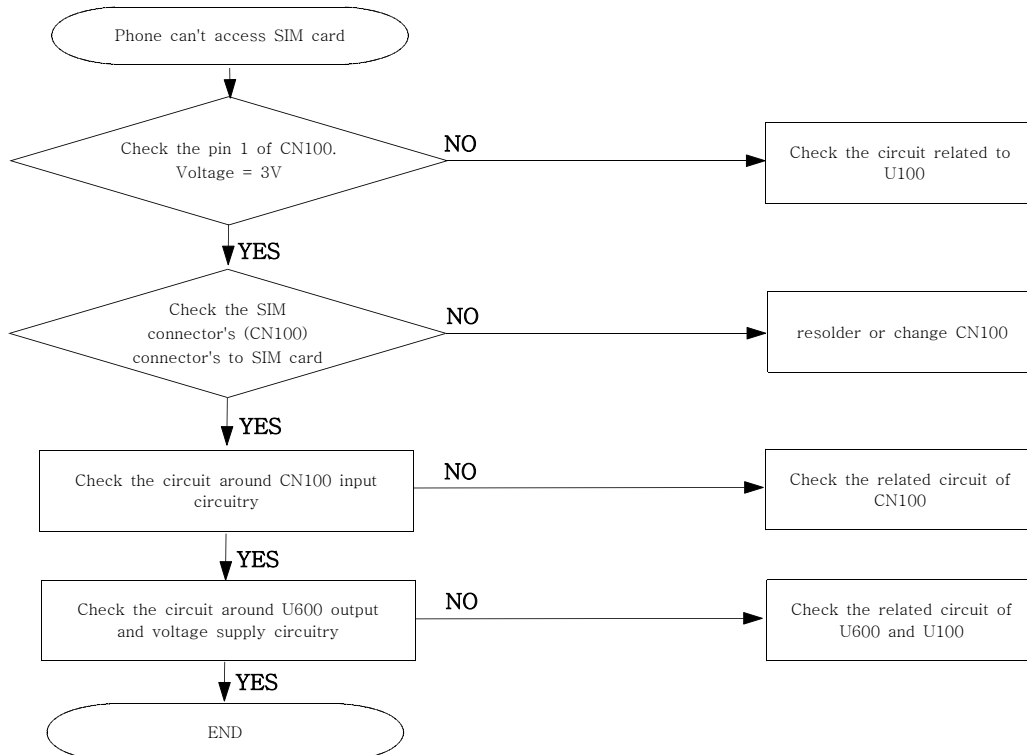 Phone can't access SIM card
Check the pin 1 of CN100.
Voltage = 3V
NO
Check the circuit related to
U100
YES
Check the SIM
connector's (CN100)
connector's to SIM card
NO
resolder or change CN100
YES
Check the circuit around CN100 input
circuitry
NO
Check the related circuit of
CN100
YES
Check the circuit around U600 output
and voltage supply circuitry
NO
Check the related circuit of
U600 and U100
YES
END